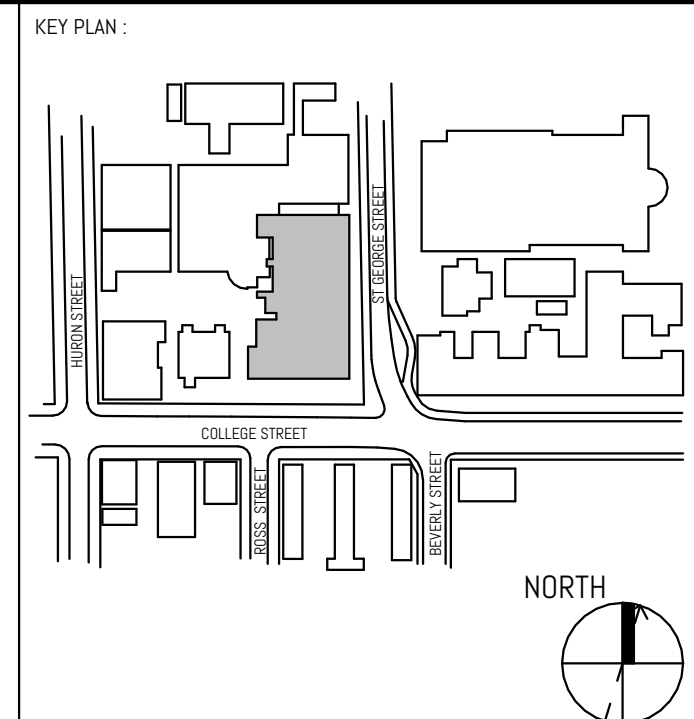 KEY PLAN :
HURON STREET
ST GEORGE STREET
COLLEGE STREET
ROSS STREET
BEVERLY STREET
NORTH